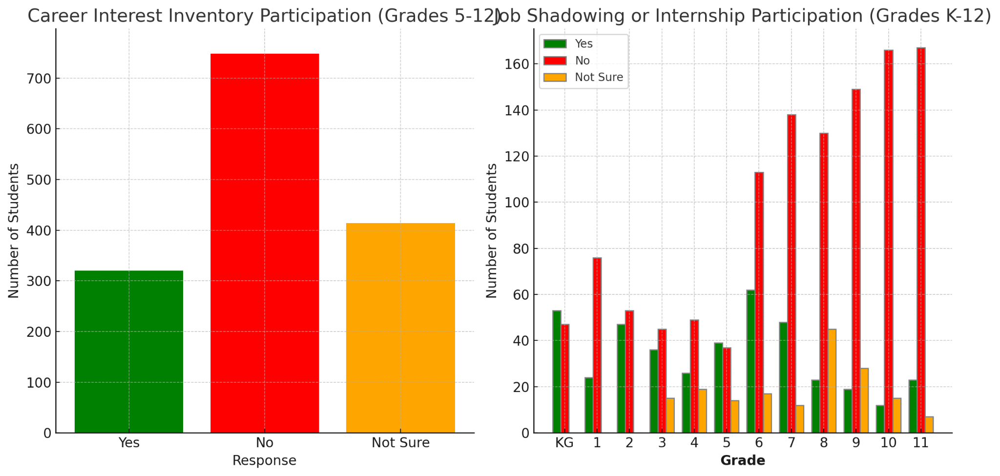 Career Interest Inventory Participation (Grades 5-12)
Number of Students
700
600
500
400
300
200
100
0
Yes
No
Not Sure
Response
Job Shadowing or Internship Participation (Grades K-12)
Yes
No
Not Sure
Number of Students
160
140
120
100
80
60
40
20
0
KG 1 2 3 4 5 6 7 8 9 10 11
Grade